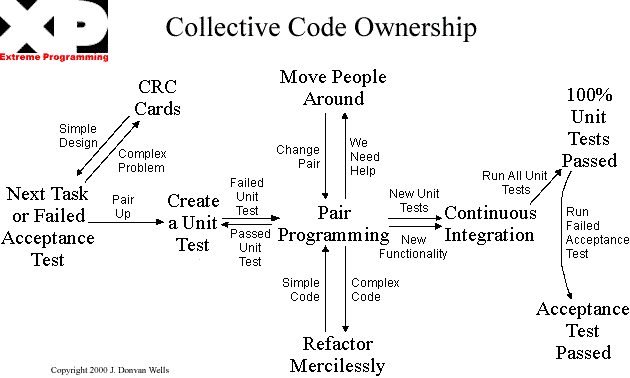 XP
Extreme Programming
Collective Code Ownership
CRC
Cards
Move People
Around
100%
Unit
Tests
Passed
Simple
Design
Complex
Problem
Change
Pair
We
Need
Help
Run All Unit
Tests
Next Task
or Failed
Acceptance
Test
Pair
Up
Create
a Unit
Test
Failed
Unit
Test
Passed
Unit
Test
Pair
Programming
New Unit
Tests
New
Functionality
Continuous
Integration
Run
Failed
Acceptance
Test
Simple
Code
Complex
Code
Acceptance
Test
Passed
Refactor
Mercilessly
Copyright 2000 J. Donvan Wells